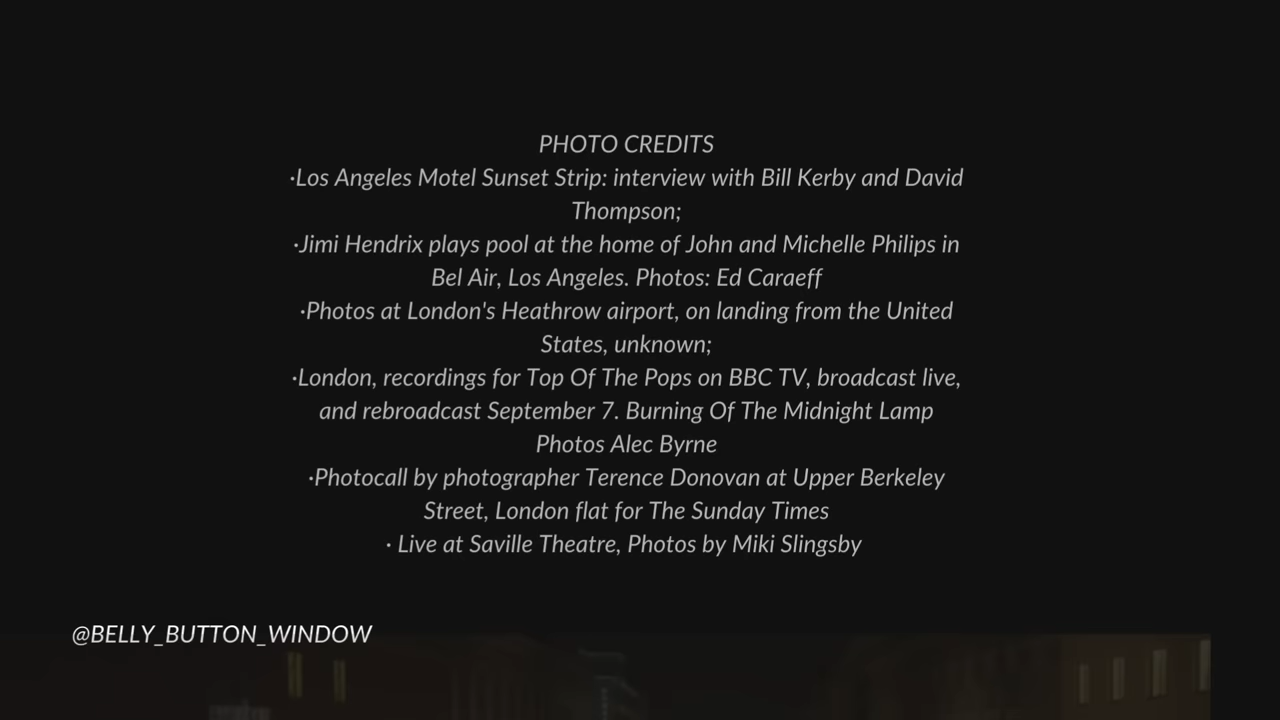 PHOTO CREDITS
·Los Angeles Motel Sunset Strip: interview with Bill Kerby and David
Thompson;
·Jimi Hendrix plays pool at the home of John and Michelle Philips in
Bel Air, Los Angeles. Photos: Ed Caraeff
·Photos at London's Heathrow airport, on landing from the United
States, unknown;
·London, recordings for Top Of The Pops on BBC TV, broadcast live,
and rebroadcast September 7. Burning Of The Midnight Lamp
Photos Alec Byrne
·Photocall by photographer Terence Donovan at Upper Berkeley
Street, London flat for The Sunday Times
· Live at Saville Theatre, Photos by Miki Slingsby
@BELLY_BUTTON_WINDOW